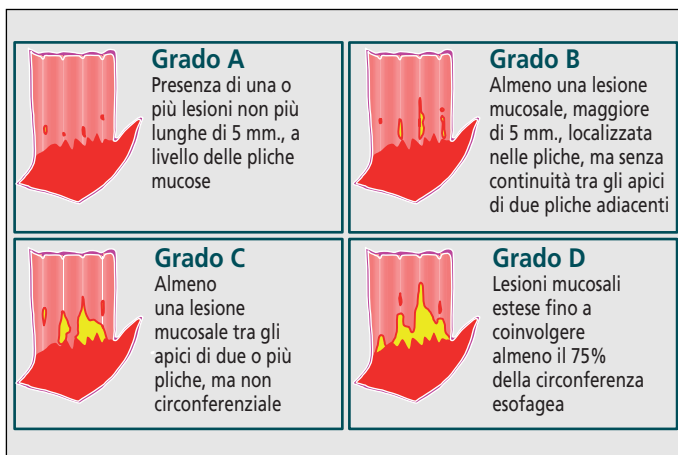 Grado A
Presenza di una o
più lesioni non più
lunghe di 5 mm., a
livello delle pliche
mucose
Grado B
Almeno una lesione
mucosale, maggiore
di 5 mm., localizzata
nelle pliche, ma senza
continuità tra gli apici
di due pliche adiacenti
Grado C
Almeno
una lesione
mucosale tra gli
apici di due o più
pliche, ma non
circonferenziale
Grado D
Lesioni mucosali
estese fino a
coinvolgere
almeno il 75%
della circonferenza
esofagea